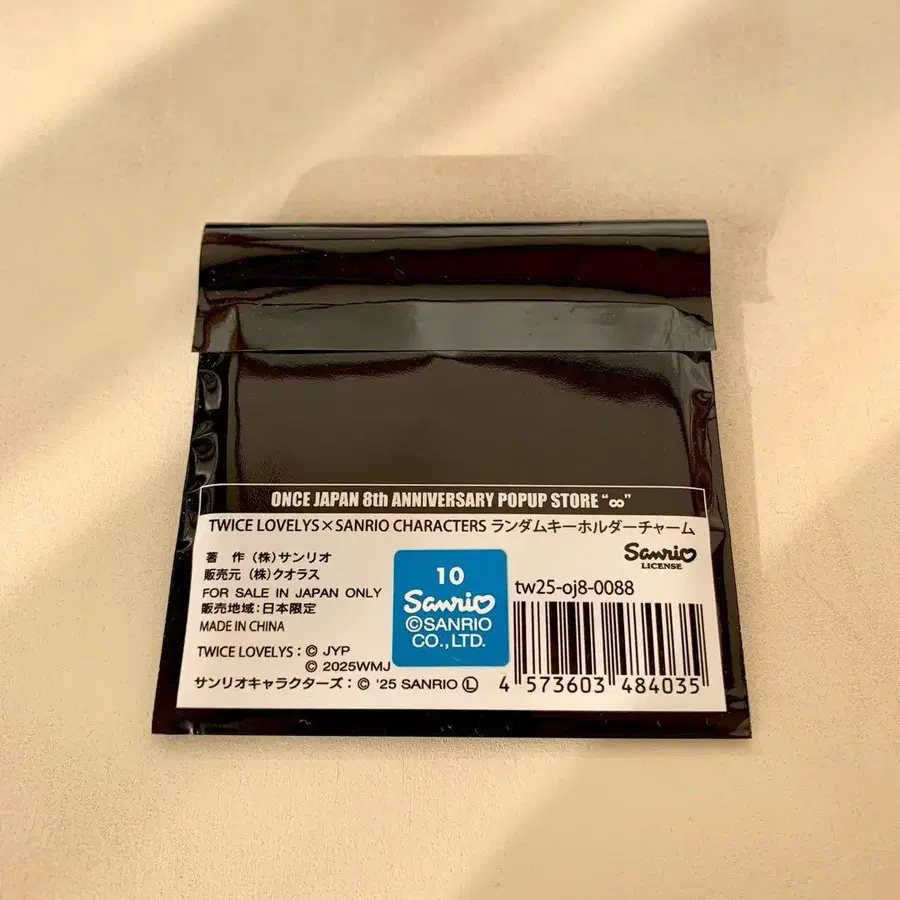 ONCE JAPAN 8th ANNIVERSARY POPUP STORE “∞”
TWICE LOVELYS×SANRIO CHARACTERS ランダムキーホルダーチャーム
著 作 (株)サンリオ
販売元 (株)クオラス
FOR SALE IN JAPAN ONLY
販売地域:日本限定
MADE IN CHINA
TWICE LOVELYS:© JYP
© 2025WMJ
サンリオキャラクターズ:© '25 SANRIO Ⓛ
10
Sanrio
©SANRIO
CO.,LTD.
Sanrio
LICENSE
tw25-oj8-0088
4 573603 484035